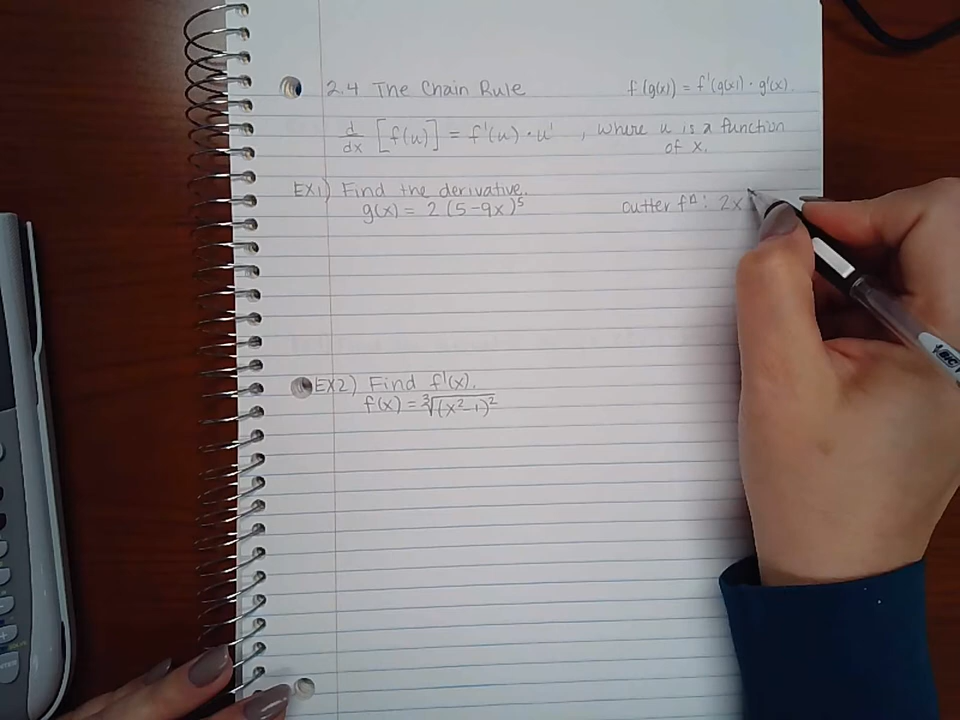 2.4 The Chain Rule
f(g(x)) = f'(g(x)) · g'(x).
d/dx [f(u)] = f'(u) · u' , where u is a function
of x.
EX1) Find the derivative.
g(x) = 2(5-9x)⁵
outter fⁿ: 2x
EX2) Find f'(x).
f(x) = ∛(x²-1)²
BIC